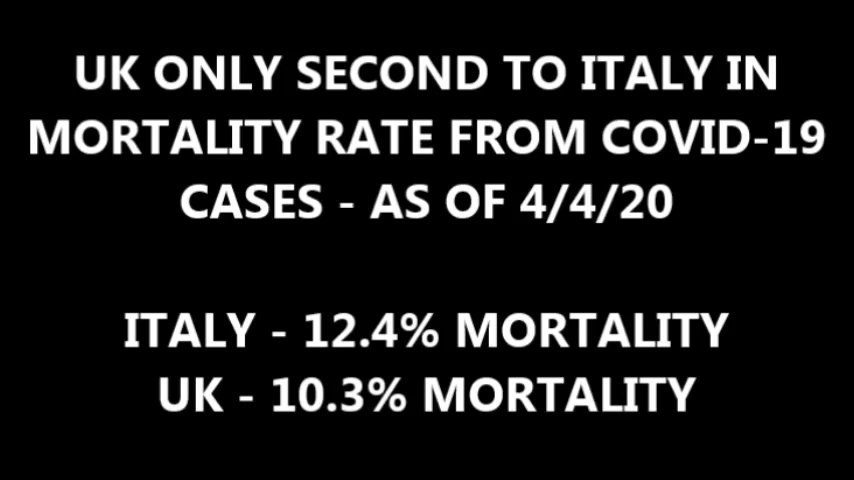 UK ONLY SECOND TO ITALY IN
MORTALITY RATE FROM COVID-19
CASES - AS OF 4/4/20
ITALY - 12.4% MORTALITY
UK - 10.3% MORTALITY